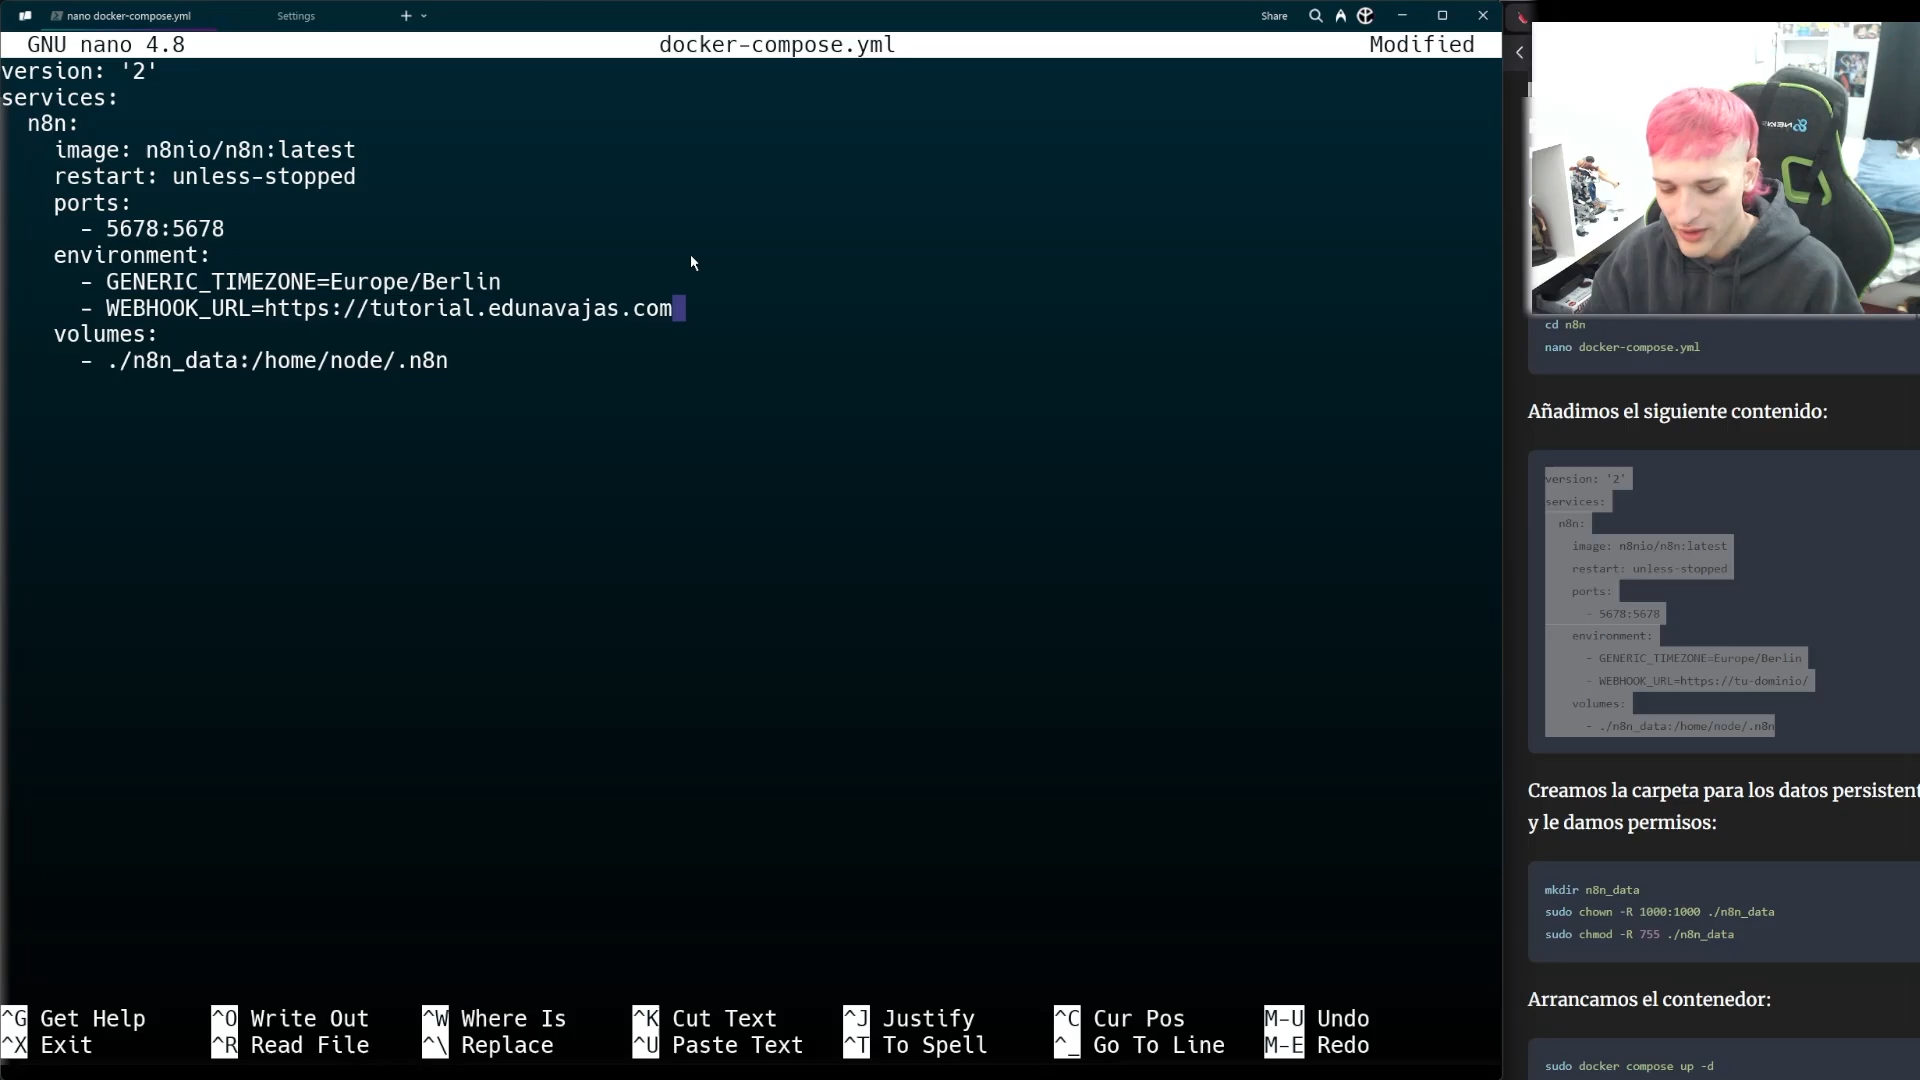 nano docker-compose.yml
Settings
Share
GNU nano 4.8
docker-compose.yml
Modified
version: '2'
services:
n8n:
image: n8nio/n8n:latest
restart: unless-stopped
ports:
- 5678:5678
environment:
- GENERIC_TIMEZONE=Europe/Berlin
- WEBHOOK_URL=https://tutorial.edunavajas.com
volumes:
- ./n8n_data:/home/node/.n8n
^G Get Help
^O Write Out
^W Where Is
^K Cut Text
^J Justify
^C Cur Pos
M-U Undo
^X Exit
^R Read File
^\ Replace
^U Paste Text
^T To Spell
^_ Go To Line
M-E Redo
cd n8n
nano docker-compose.yml
Añadimos el siguiente contenido:
version: '2'
services:
n8n:
image: n8nio/n8n:latest
restart: unless-stopped
ports:
- 5678:5678
environment:
- GENERIC_TIMEZONE=Europe/Berlin
- WEBHOOK_URL=https://tu-dominio/
volumes:
- ./n8n_data:/home/node/.n8n
Creamos la carpeta para los datos persistent
y le damos permisos:
mkdir n8n_data
sudo chown -R 1000:1000 ./n8n_data
sudo chmod -R 755 ./n8n_data
Arrancamos el contenedor:
sudo docker compose up -d